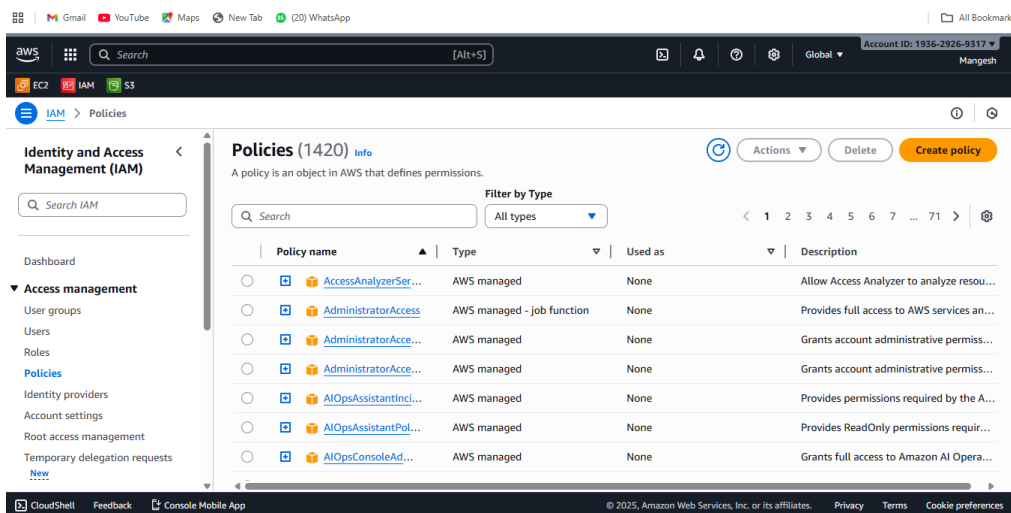 Gmail YouTube Maps New Tab (20) WhatsApp All Bookmark
aws Search [Alt+S] Global Account ID: 1936-2926-9317
Mangesh
EC2 IAM S3
IAM > Policies
Identity and Access
Management (IAM)
Search IAM
Dashboard
Access management
User groups
Users
Roles
Policies
Identity providers
Account settings
Root access management
Temporary delegation requests
New
Policies (1420) Info
Actions Delete Create policy
A policy is an object in AWS that defines permissions.
Filter by Type
Search All types < 1 2 3 4 5 6 7 ... 71 >
Policy name Type Used as Description
AccessAnalyzerSer... AWS managed None Allow Access Analyzer to analyze resou...
AdministratorAccess AWS managed - job function None Provides full access to AWS services an...
AdministratorAcce... AWS managed None Grants account administrative permiss...
AdministratorAcce... AWS managed None Grants account administrative permiss...
AIOpsAssistantInci... AWS managed None Provides permissions required by the A...
AIOpsAssistantPol... AWS managed None Provides ReadOnly permissions requir...
AIOpsConsoleAd... AWS managed None Grants full access to Amazon AI Opera...
CloudShell Feedback Console Mobile App © 2025, Amazon Web Services, Inc. or its affiliates. Privacy Terms Cookie preferences